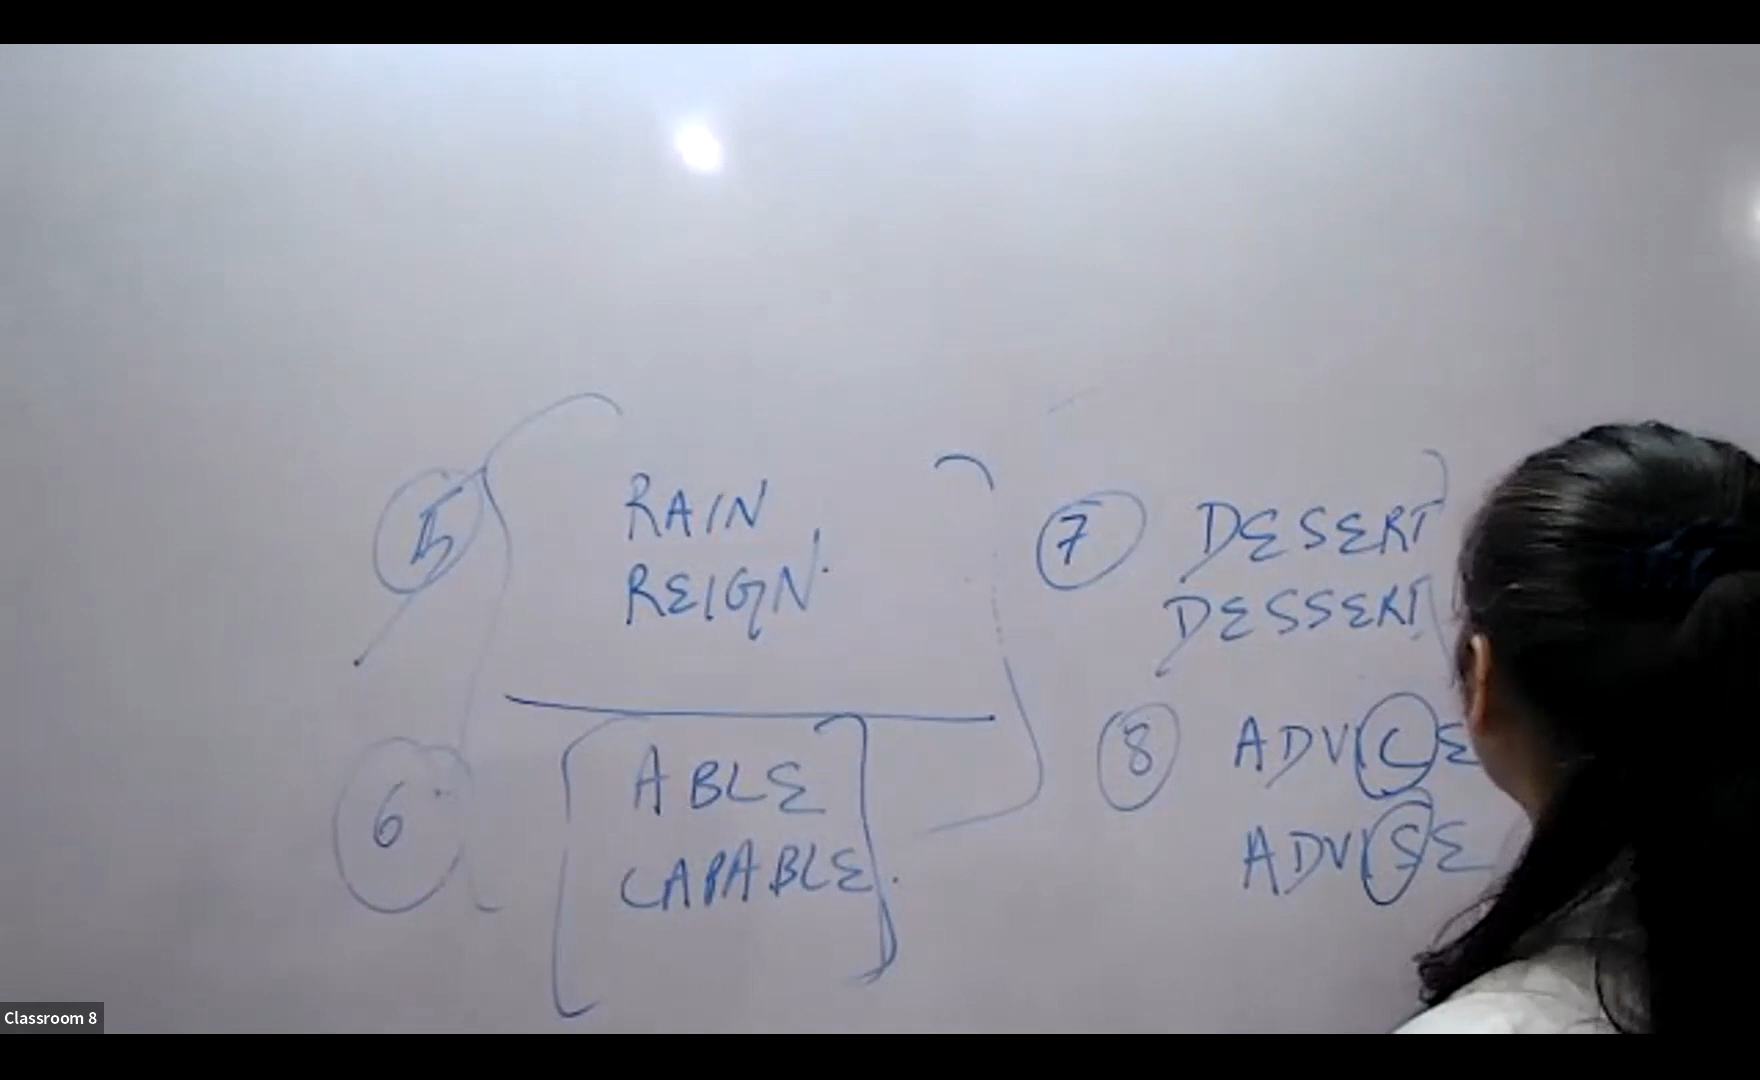 5 RAIN
REIGN.
6 ABLE
CAPABLE.
7 DESERT
DESSERT
8 ADVICE
ADVISE
Classroom 8